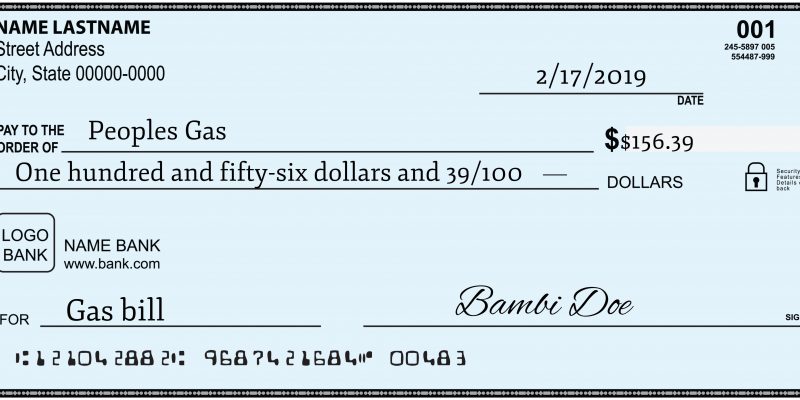 NAME LASTNAME
001
Street Address
245-5897 005
554487-999
City, State 00000-0000
2/17/2019
DATE
PAY TO THE
ORDER OF
Peoples Gas
$$156.39
One hundred and fifty-six dollars and 39/100 —
DOLLARS
Security
Features
Details
back
LOGO
BANK
NAME BANK
www.bank.com
FOR Gas bill
Bambi Doe
SIG
⑆121042882⑆ 9687421684⑈ 00483